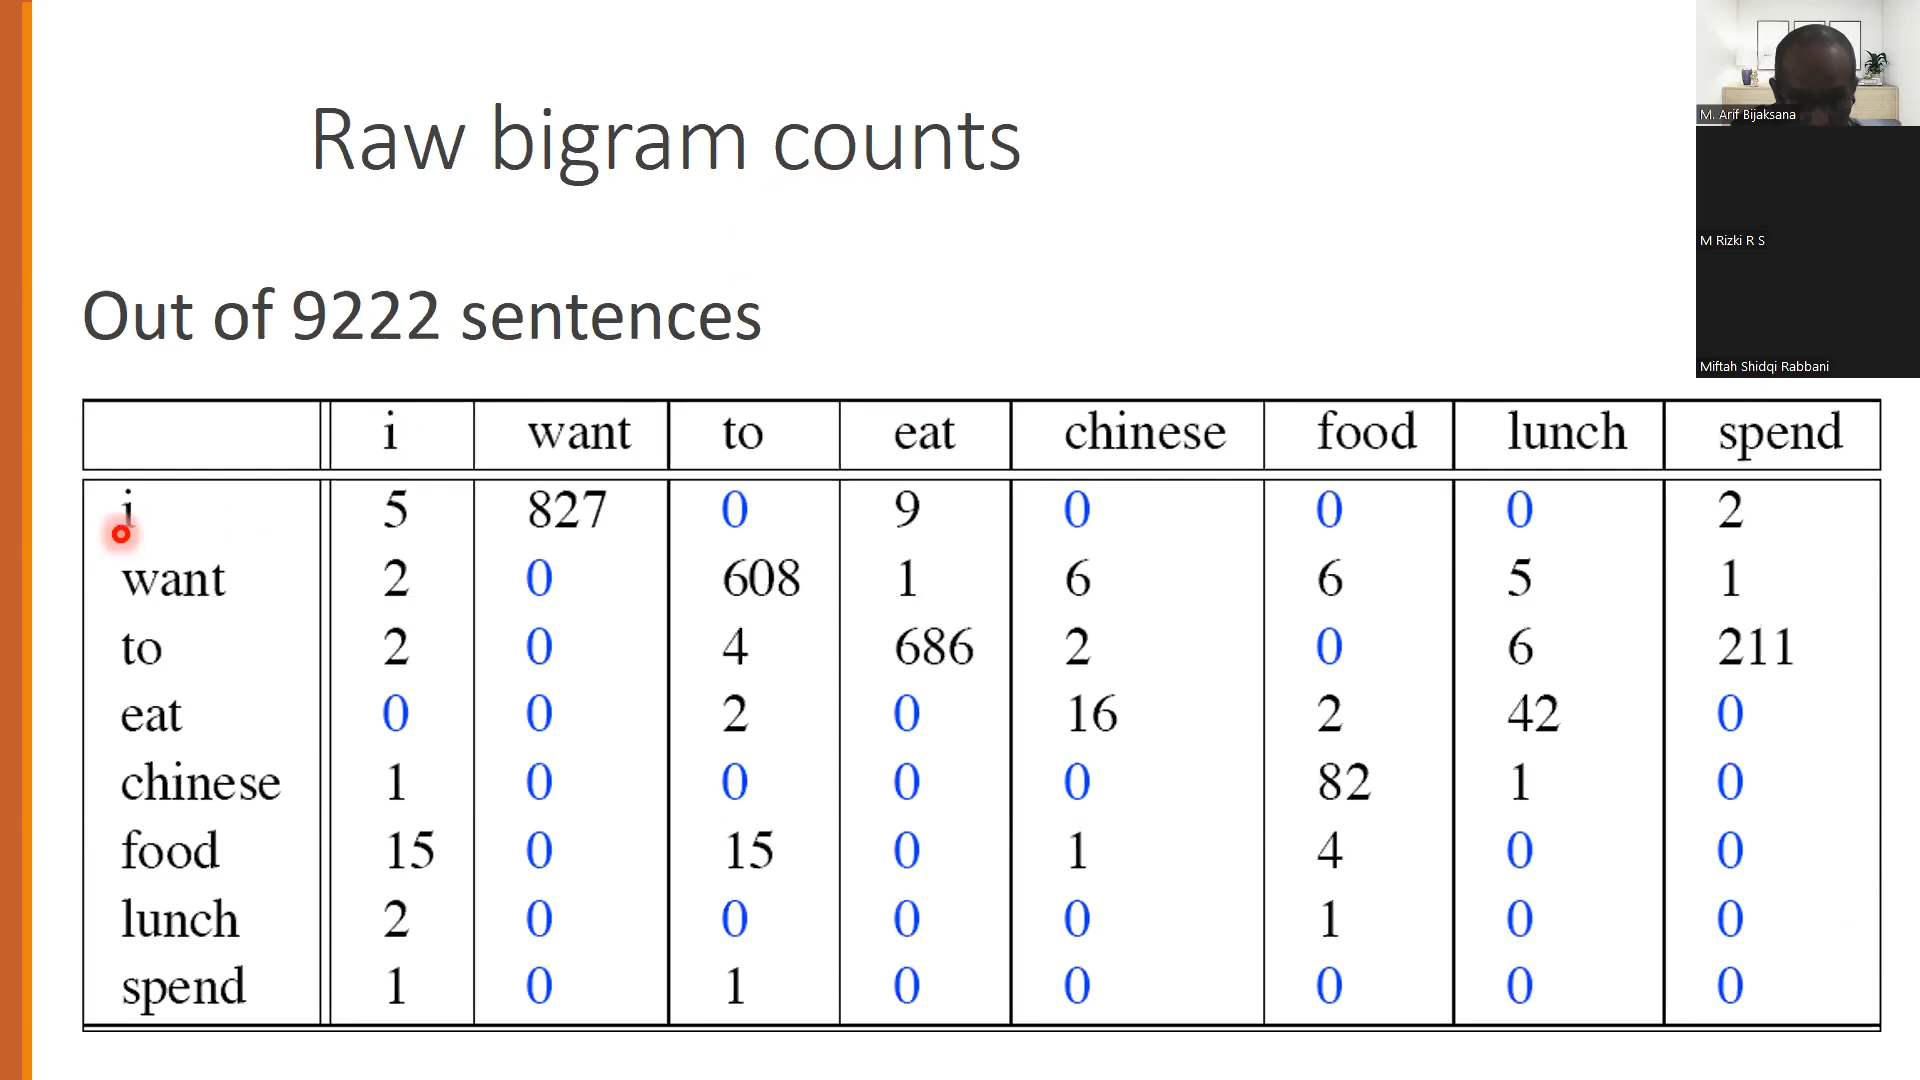 Raw bigram counts
Out of 9222 sentences
i want to eat chinese food lunch spend
i 5 827 0 9 0 0 0 2
want 2 0 608 1 6 6 5 1
to 2 0 4 686 2 0 6 211
eat 0 0 2 0 16 2 42 0
chinese 1 0 0 0 0 82 1 0
food 15 0 15 0 1 4 0 0
lunch 2 0 0 0 0 1 0 0
spend 1 0 1 0 0 0 0 0
M. Arif Bijaksana
M Rizki R S
Miftah Shidqi Rabbani